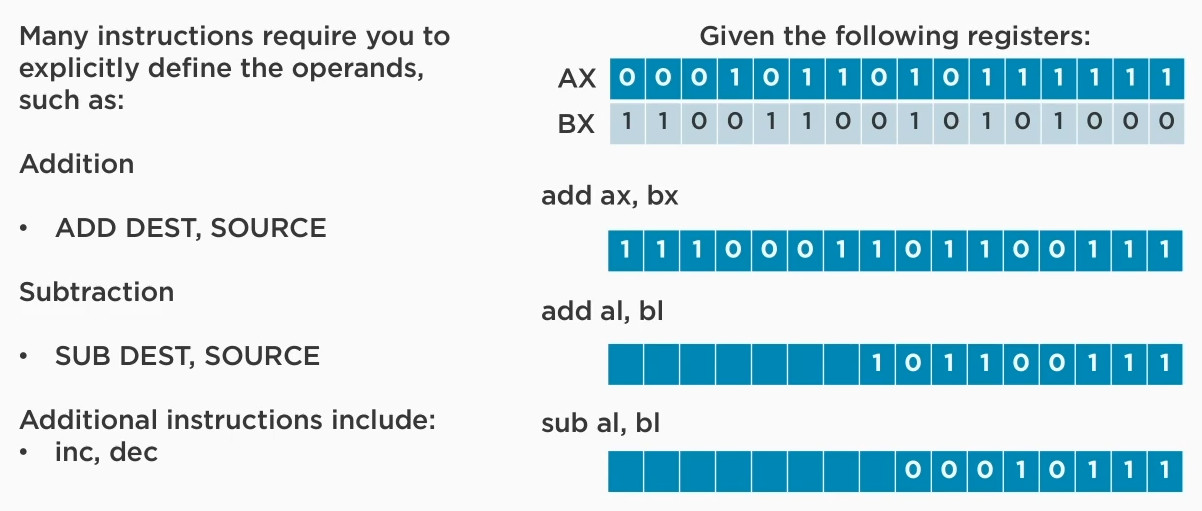 Many instructions require you to
explicitly define the operands,
such as:
Addition
• ADD DEST, SOURCE
Subtraction
• SUB DEST, SOURCE
Additional instructions include:
• inc, dec
Given the following registers:
AX 0 0 0 1 0 1 1 0 1 0 1 1 1 1 1 1
BX 1 1 0 0 1 1 0 0 1 0 1 0 1 0 0 0
add ax, bx
1 1 1 0 0 0 1 1 0 1 1 0 0 1 1 1
add al, bl
1 0 1 1 0 0 1 1 1
sub al, bl
0 0 0 1 0 1 1 1